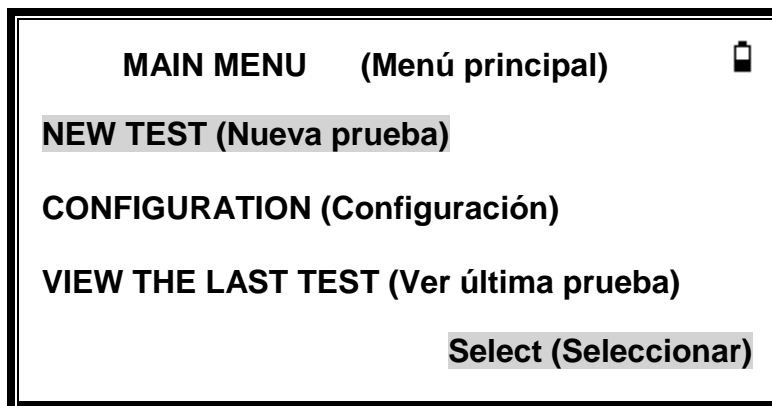 MAIN MENU (Menú principal)
NEW TEST (Nueva prueba)
CONFIGURATION (Configuración)
VIEW THE LAST TEST (Ver última prueba)
Select (Seleccionar)